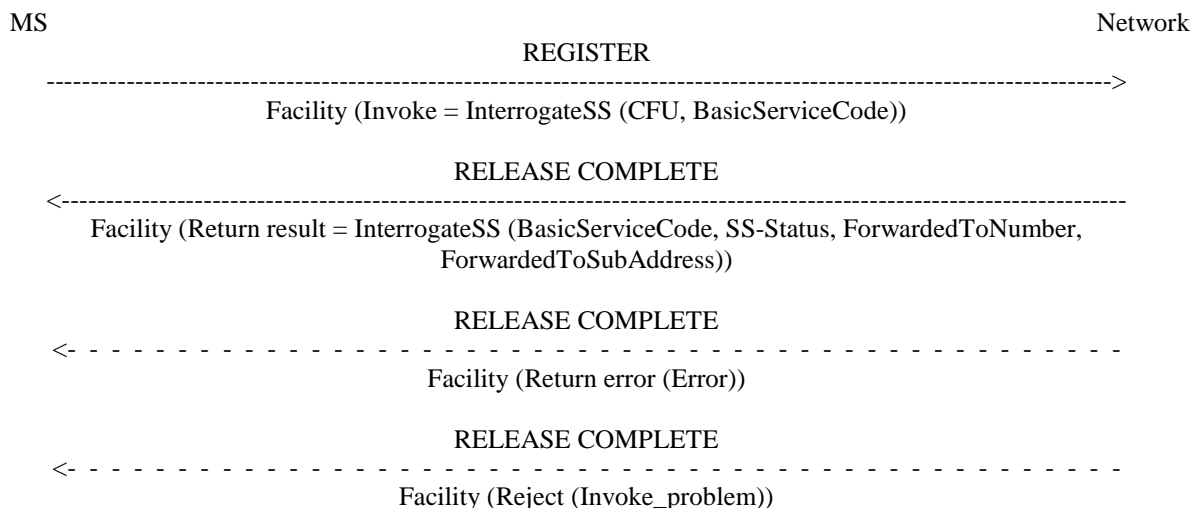 MS Network
REGISTER
Facility (Invoke = InterrogateSS (CFU, BasicServiceCode))
RELEASE COMPLETE
Facility (Return result = InterrogateSS (BasicServiceCode, SS-Status, ForwardedToNumber,
ForwardedToSubAddress))
RELEASE COMPLETE
Facility (Return error (Error))
RELEASE COMPLETE
Facility (Reject (Invoke_problem))